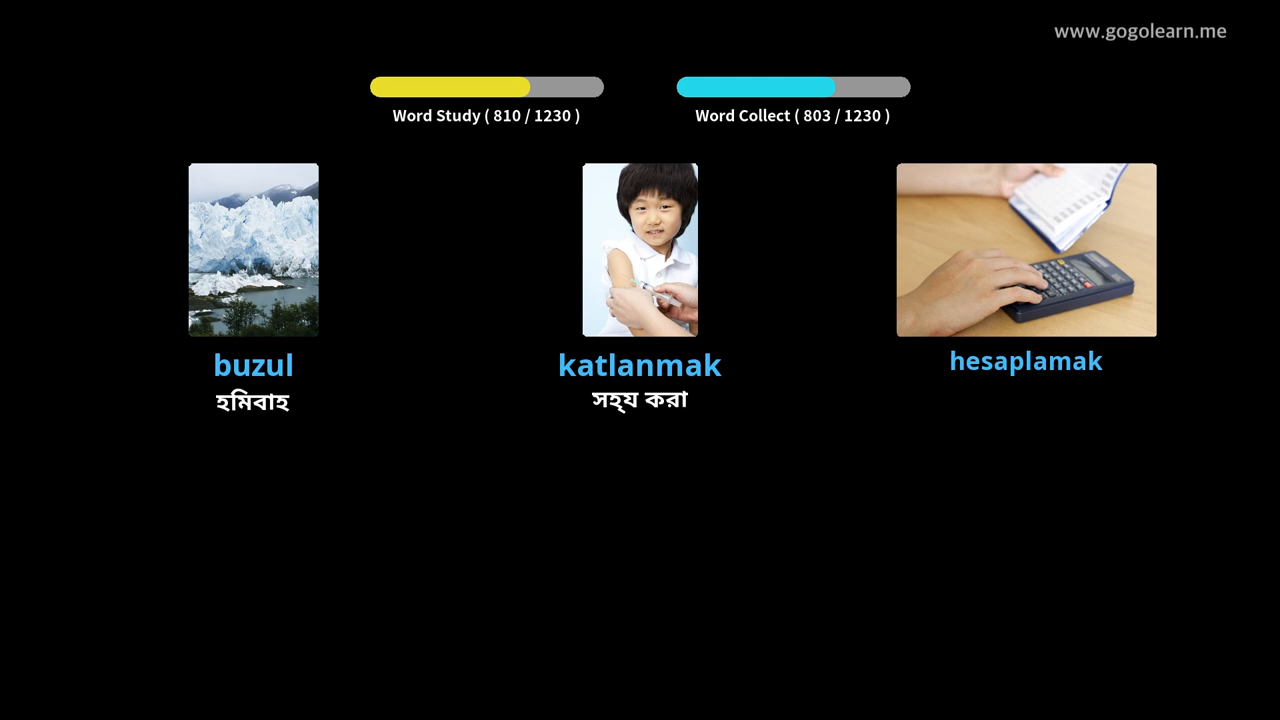 www.gogolearn.me
Word Study ( 810 / 1230 )
Word Collect ( 803 / 1230 )
buzul
হিমবাহ
katlanmak
সহ্য করা
hesaplamak